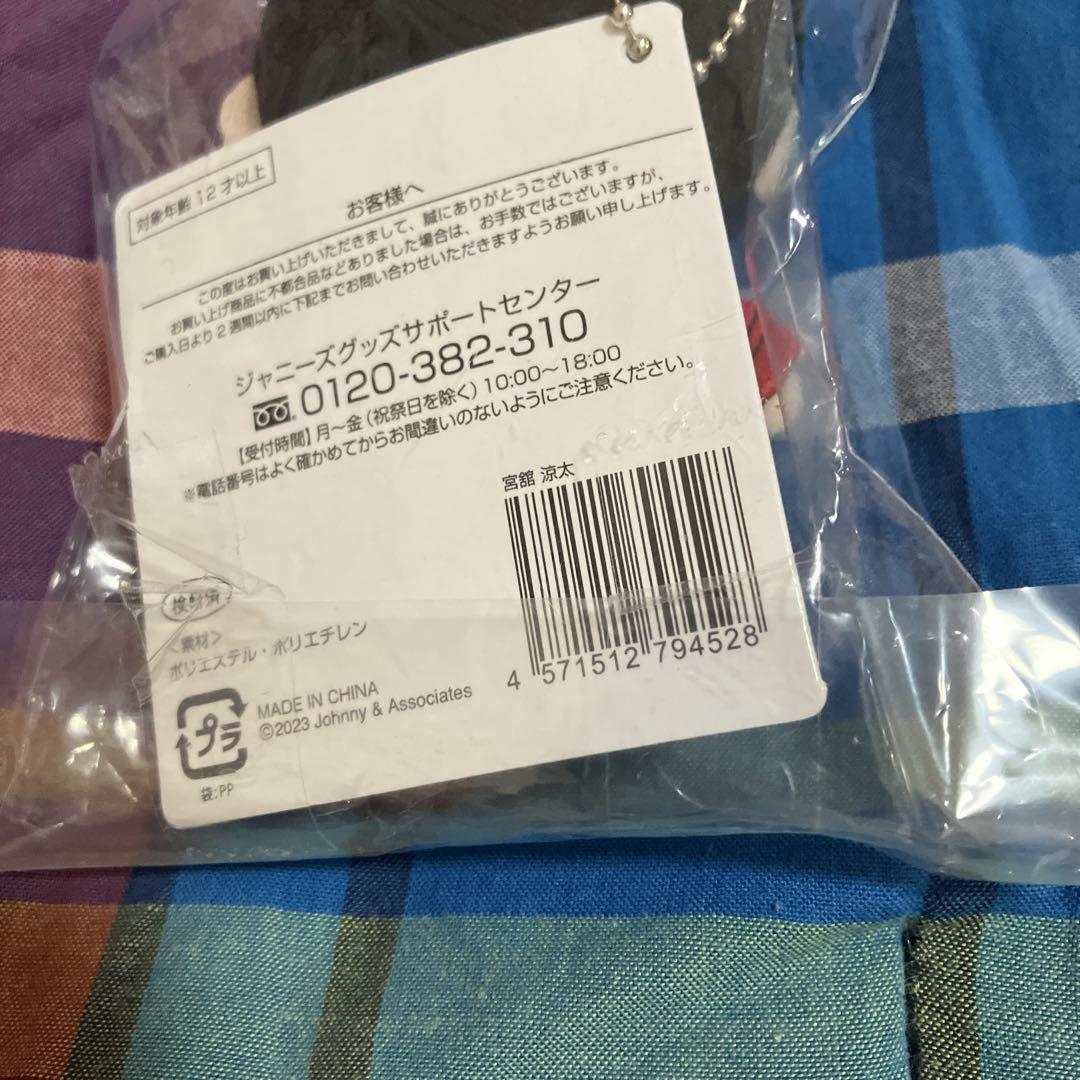 対象年齢12才以上
お客様へ
この度はお買い上げいただきまして、誠にありがとうございます。
お買い上げ商品に不都合品などありました場合は、お手数ではございますが、
ご購入日より2週間以内に下記までお問い合わせいただきますようお願い申し上げます。
ジャニーズグッズサポートセンター
0120-382-310
【受付時間】月～金（祝祭日を除く）10:00～18:00
※電話番号はよく確かめてからお間違いのないようにご注意ください。
宮舘 涼太
4 571512 794528
検針済
<素材>
ポリエステル・ポリエチレン
プラ
MADE IN CHINA
©2023 Johnny & Associates
袋:PP